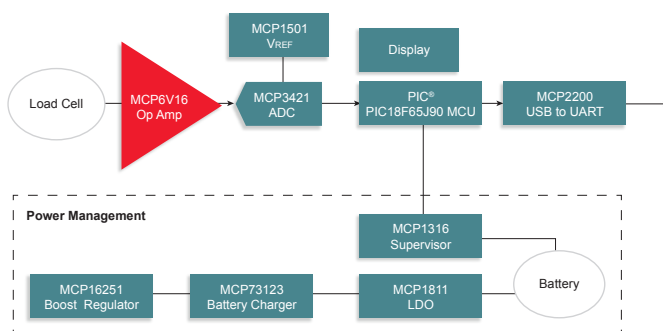 MCP1501
VREF
Display
Load Cell
MCP6V16
Op Amp
MCP3421
ADC
PIC®
PIC18F65J90 MCU
MCP2200
USB to UART
Power Management
MCP1316
Supervisor
Battery
MCP16251
Boost Regulator
MCP73123
Battery Charger
MCP1811
LDO